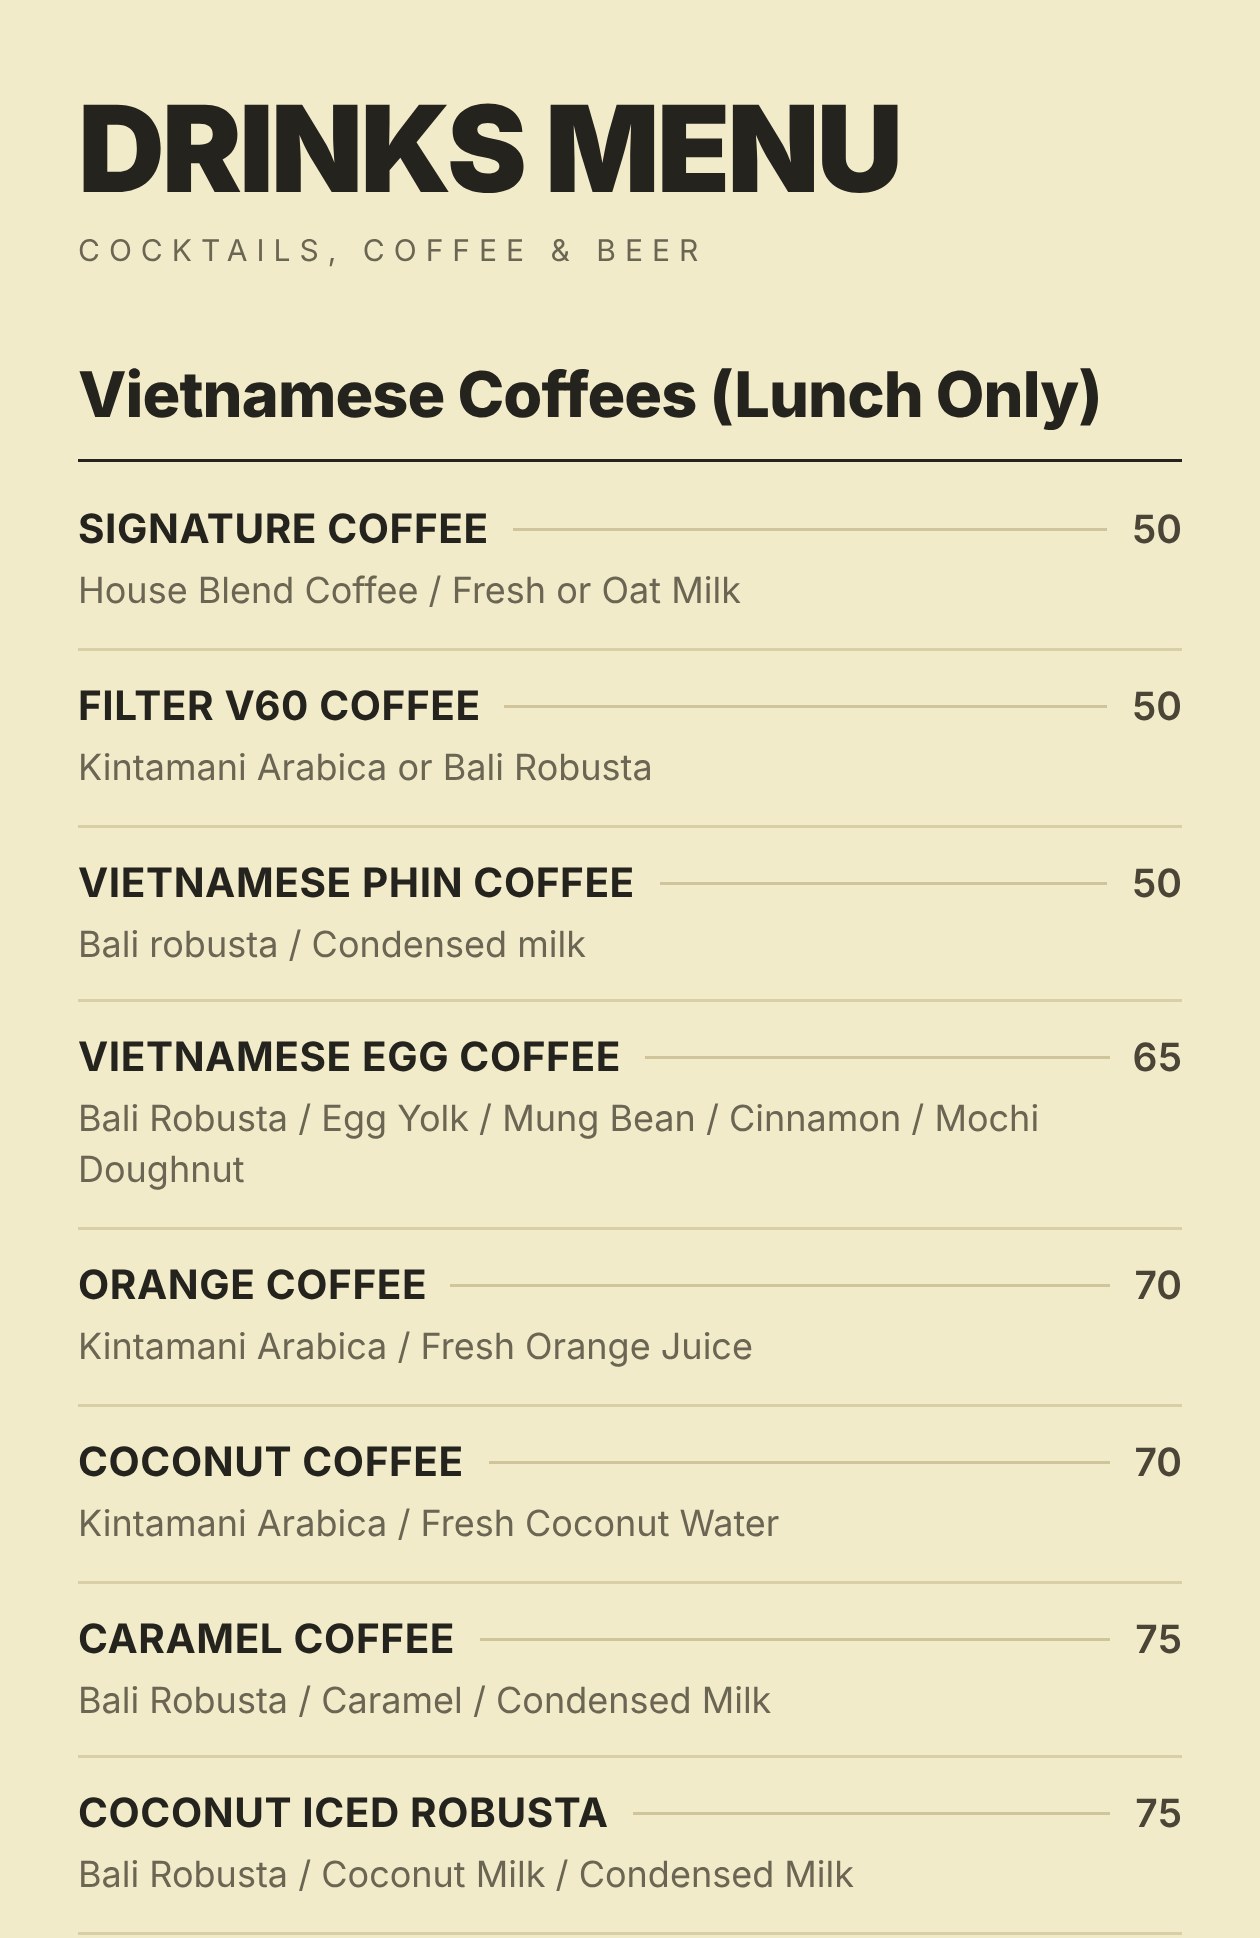 DRINKS MENU
COCKTAILS, COFFEE & BEER
Vietnamese Coffees (Lunch Only)
SIGNATURE COFFEE 50
House Blend Coffee / Fresh or Oat Milk
FILTER V60 COFFEE 50
Kintamani Arabica or Bali Robusta
VIETNAMESE PHIN COFFEE 50
Bali robusta / Condensed milk
VIETNAMESE EGG COFFEE 65
Bali Robusta / Egg Yolk / Mung Bean / Cinnamon / Mochi
Doughnut
ORANGE COFFEE 70
Kintamani Arabica / Fresh Orange Juice
COCONUT COFFEE 70
Kintamani Arabica / Fresh Coconut Water
CARAMEL COFFEE 75
Bali Robusta / Caramel / Condensed Milk
COCONUT ICED ROBUSTA 75
Bali Robusta / Coconut Milk / Condensed Milk